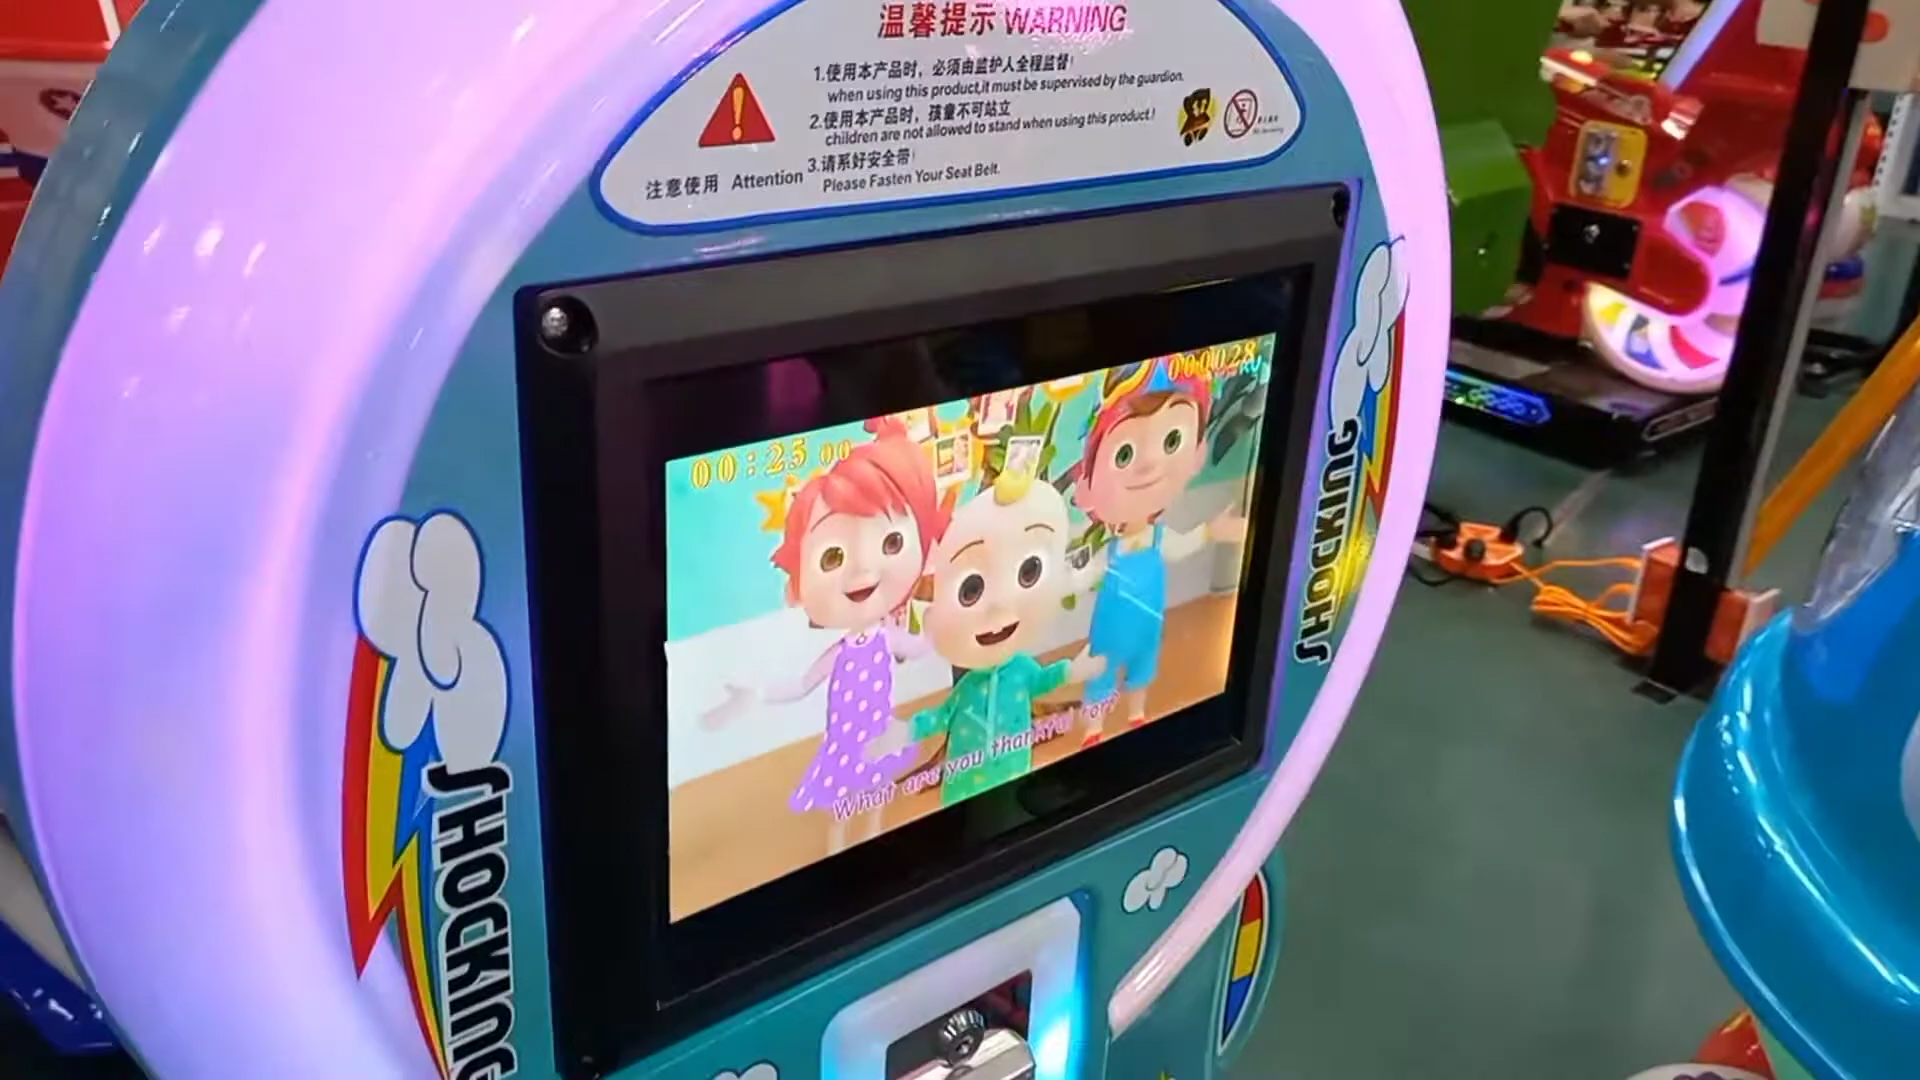 温馨提示 WARNING
1.使用本产品时，必须由监护人全程监督!
when using this product,it must be supervised by the guardian.
2.使用本产品时，孩童不可站立
children are not allowed to stand when using this product!
3.请系好安全带!
Please Fasten Your Seat Belt.
注意使用 Attention
00:25 00
000028
What are you thankful for?
SHOCKING
SHOCKING